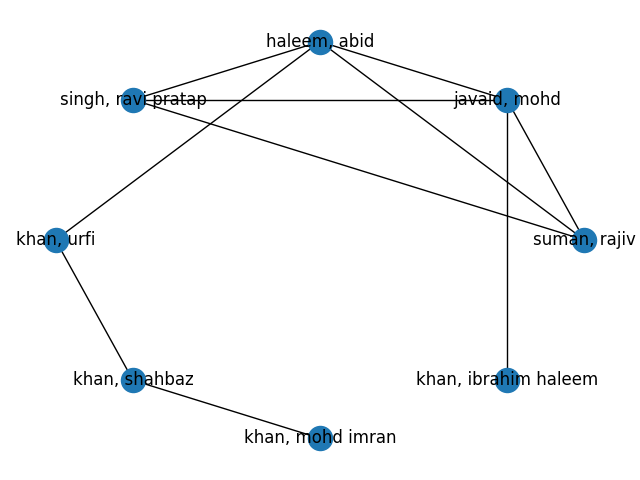 haleem, abid
singh, ravi pratap
javaid, mohd
khan, urfi
suman, rajiv
khan, shahbaz
khan, ibrahim haleem
khan, mohd imran